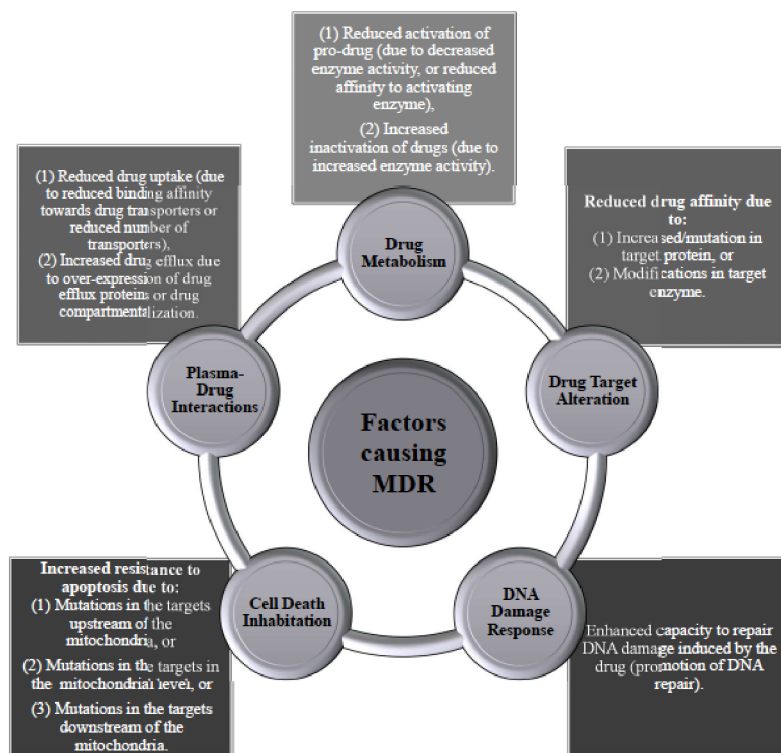 (1) Reduced activation of
pro-drug (due to decreased
enzyme activity, or reduced
affinity to activating
enzyme),
(2) Increased
inactivation of drugs (due to
increased enzyme activity).
(1) Reduced drug uptake (due
to reduced binding affinity
towards drug transporters or
reduced number of
transporters),
(2) Increased drug efflux due
to over-expression of drug
efflux proteins or drug
compartmentalization.
Reduced drug affinity due
to:
(1) Increased/mutation in
target protein, or
(2) Modifications in target
enzyme.
Drug
Metabolism
Plasma-
Drug
Interactions
Drug Target
Alteration
Factors
causing
MDR
Cell Death
Inhabitation
DNA
Damage
Response
Increased resistance to
apoptosis due to:
(1) Mutations in the targets
upstream of the
mitochondria, or
(2) Mutations in the targets in
the mitochondrial level, or
(3) Mutations in the targets
downstream of the
mitochondria.
Enhanced capacity to repair
DNA damage induced by the
drug (promotion of DNA
repair).